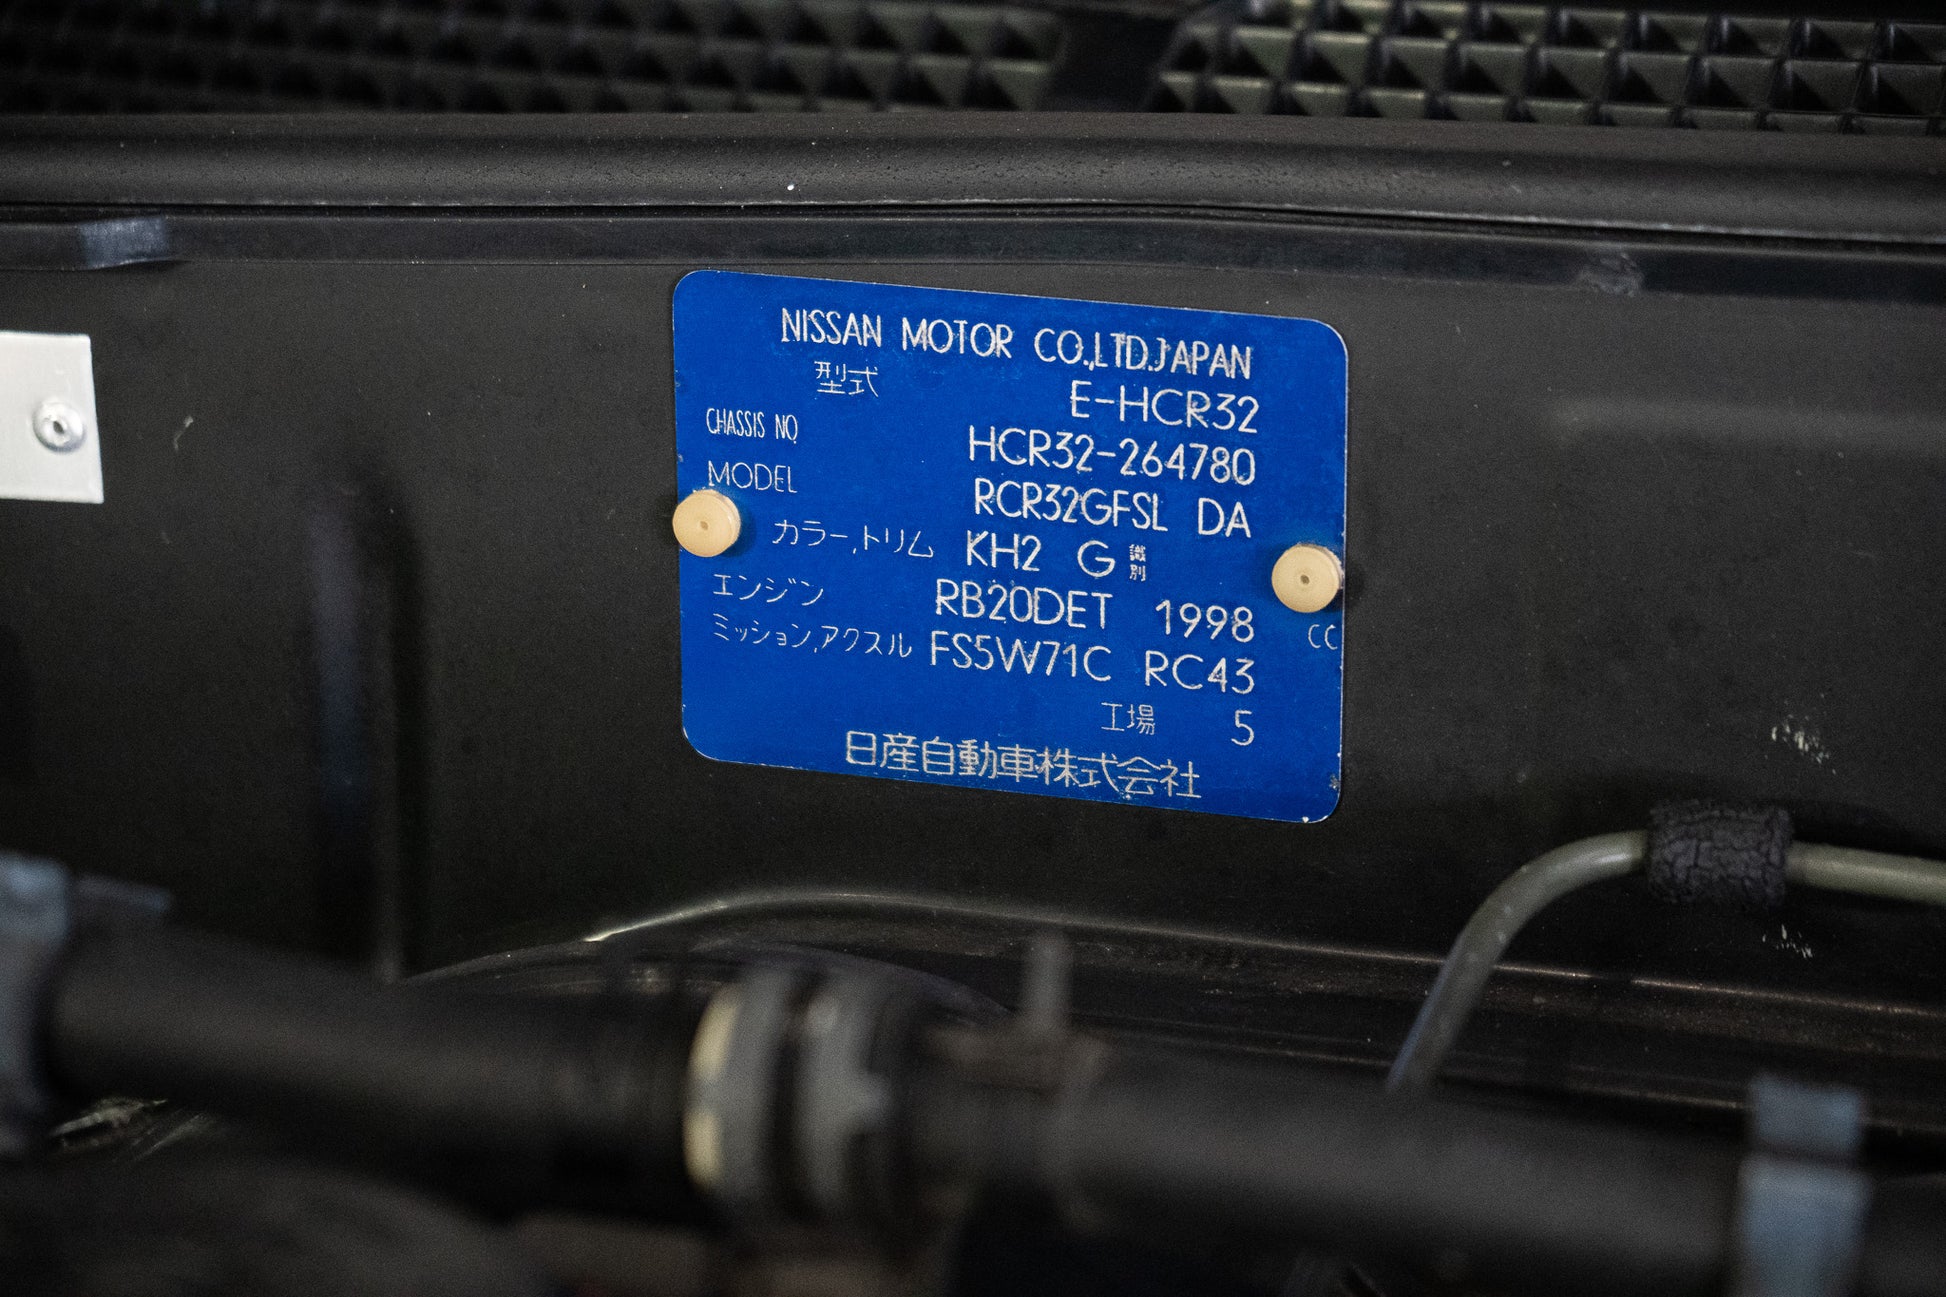 NISSAN MOTOR CO.,LTD.JAPAN
型式 E-HCR32
CHASSIS NO HCR32-264780
MODEL RCR32GFSL DA
カラー,トリム KH2 G 識別
エンジン RB20DET 1998 CC
ミッション,アクスル FS5W71C RC43
工場 5
日産自動車株式会社